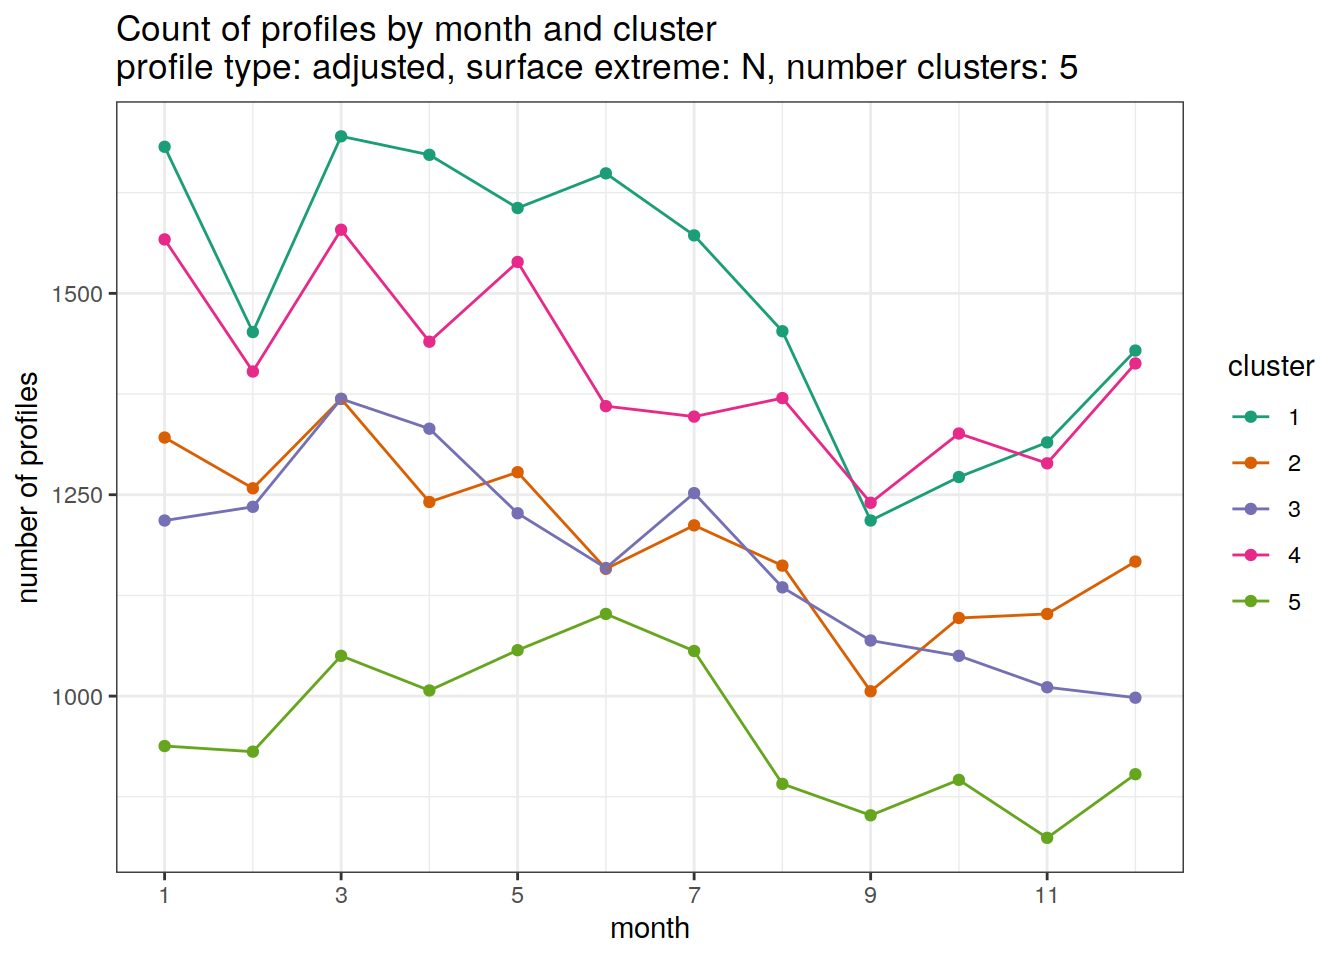 Count of profiles by month and cluster
profile type: adjusted, surface extreme: N, number clusters: 5
number of profiles
1500
1250
1000
1 3 5 7 9 11
month
cluster
1
2
3
4
5